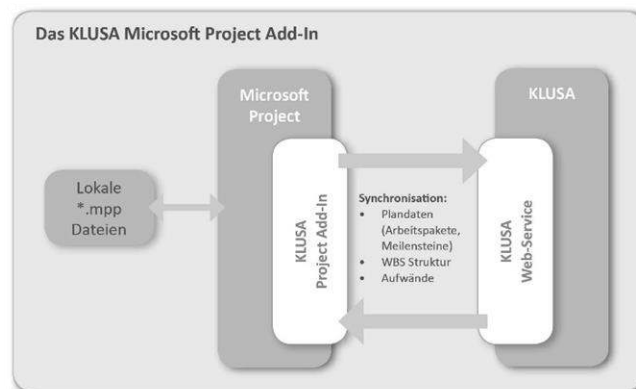 Das KLUSA Microsoft Project Add-In
Microsoft
Project
KLUSA
Lokale
*.mpp
Dateien
KLUSA
Project Add-In
Synchronisation:
• Plandaten
(Arbeitspakete,
Meilensteine)
• WBS Struktur
• Aufwände
KLUSA
Web-Service